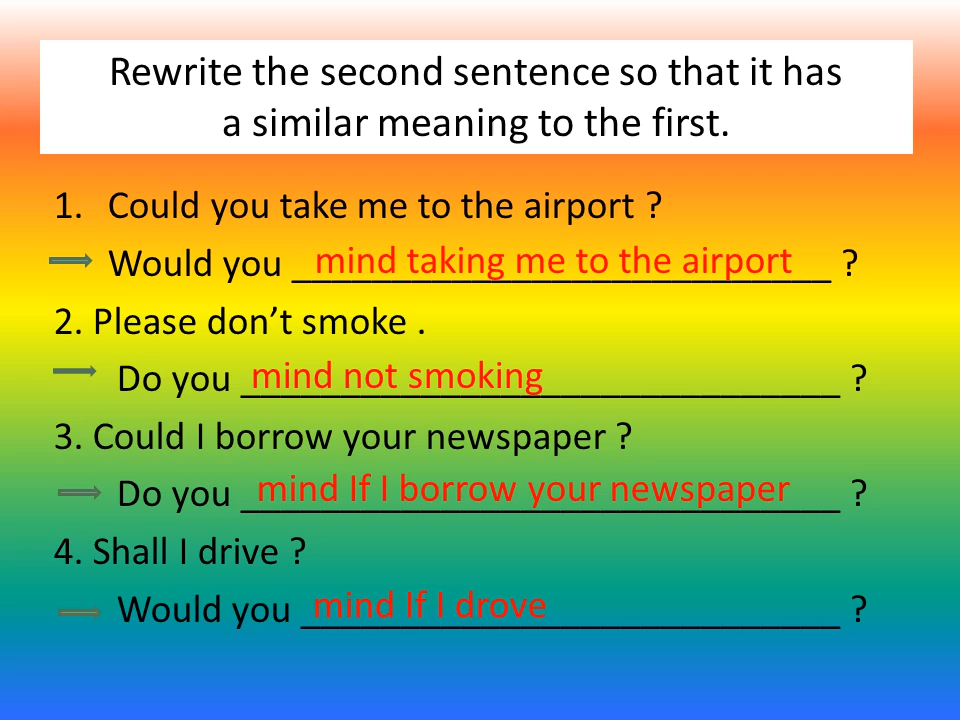 Rewrite the second sentence so that it has
a similar meaning to the first.
1. Could you take me to the airport ?
Would you mind taking me to the airport ?
2. Please don’t smoke .
Do you mind not smoking ?
3. Could I borrow your newspaper ?
Do you mind If I borrow your newspaper ?
4. Shall I drive ?
Would you mind If I drove ?